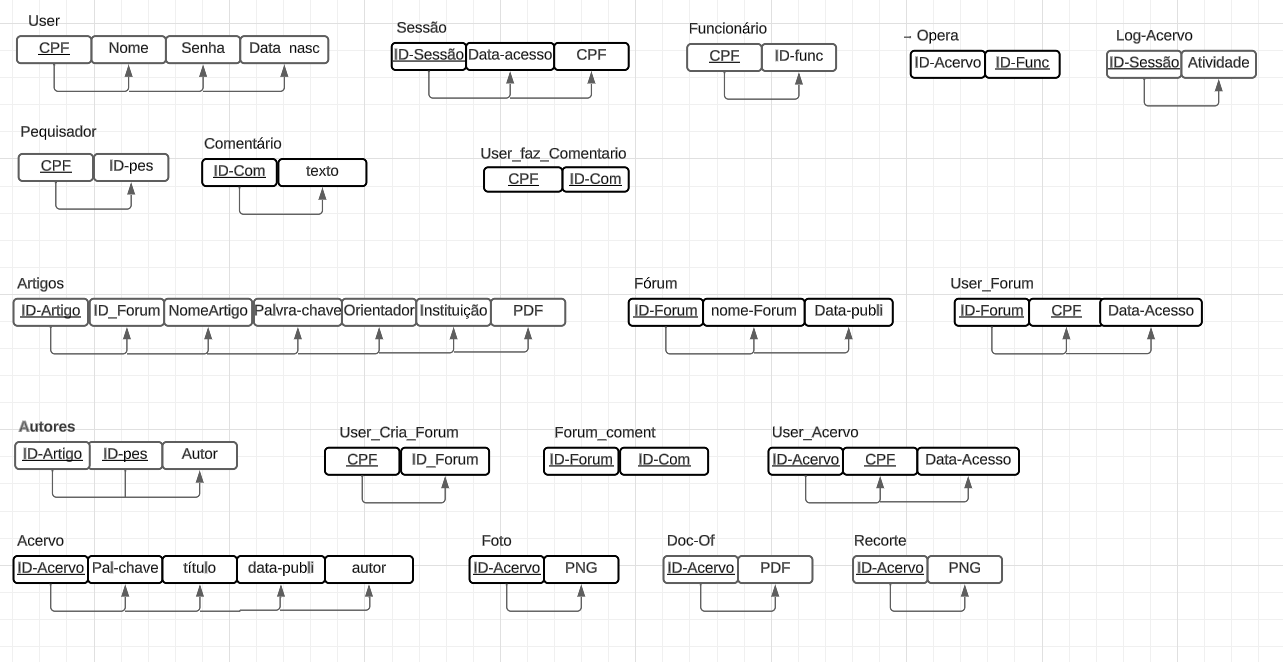 User
CPF Nome Senha Data nasc
Sessão
ID-Sessão Data-acesso CPF
Funcionário
CPF ID-func
– Opera
ID-Acervo ID-Func
Log-Acervo
ID-Sessão Atividade
Pequisador
CPF ID-pes
Comentário
ID-Com texto
User_faz_Comentario
CPF ID-Com
Artigos
ID-Artigo ID_Forum NomeArtigo Palvra-chave Orientador Instituição PDF
Fórum
ID-Forum nome-Forum Data-publi
User_Forum
ID-Forum CPF Data-Acesso
Autores
ID-Artigo ID-pes Autor
User_Cria_Forum
CPF ID_Forum
Forum_coment
ID-Forum ID-Com
User_Acervo
ID-Acervo CPF Data-Acesso
Acervo
ID-Acervo Pal-chave título data-publi autor
Foto
ID-Acervo PNG
Doc-Of
ID-Acervo PDF
Recorte
ID-Acervo PNG